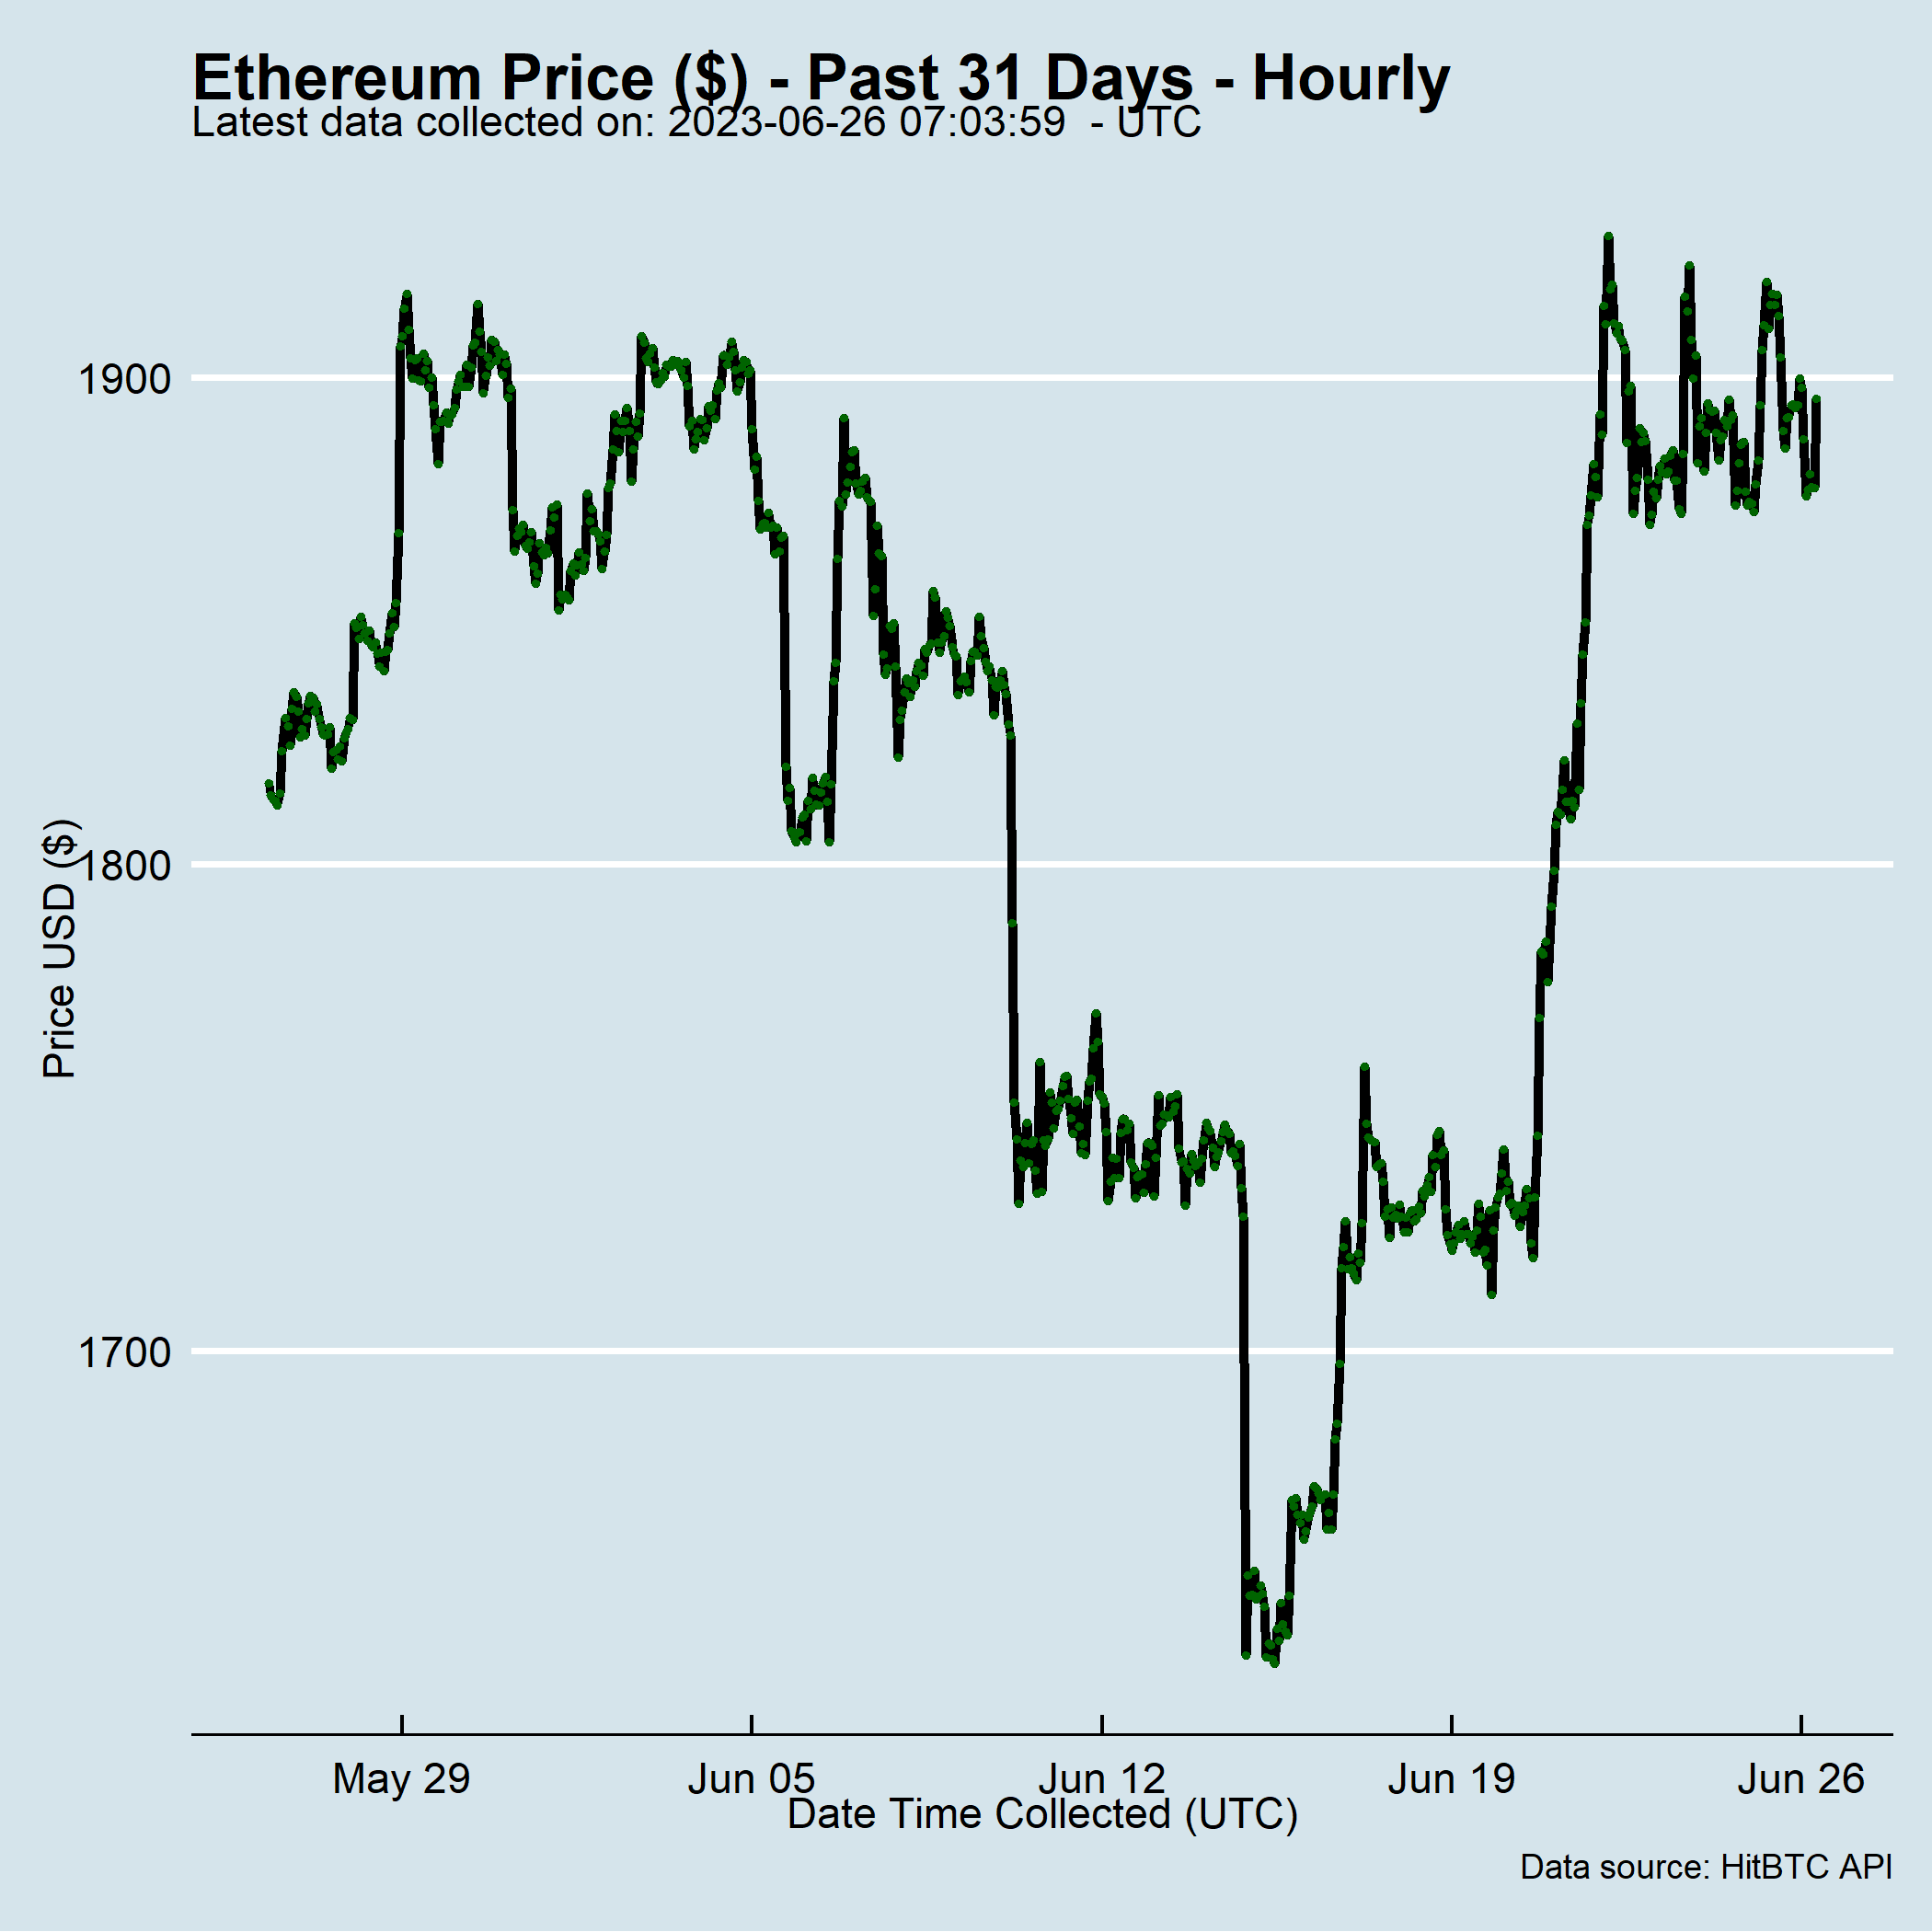 Ethereum Price ($) - Past 31 Days - Hourly
Latest data collected on: 2023-06-26 07:03:59  - UTC
Price USD ($)
1900
1800
1700
May 29
Jun 05
Jun 12
Jun 19
Jun 26
Date Time Collected (UTC)
Data source: HitBTC API